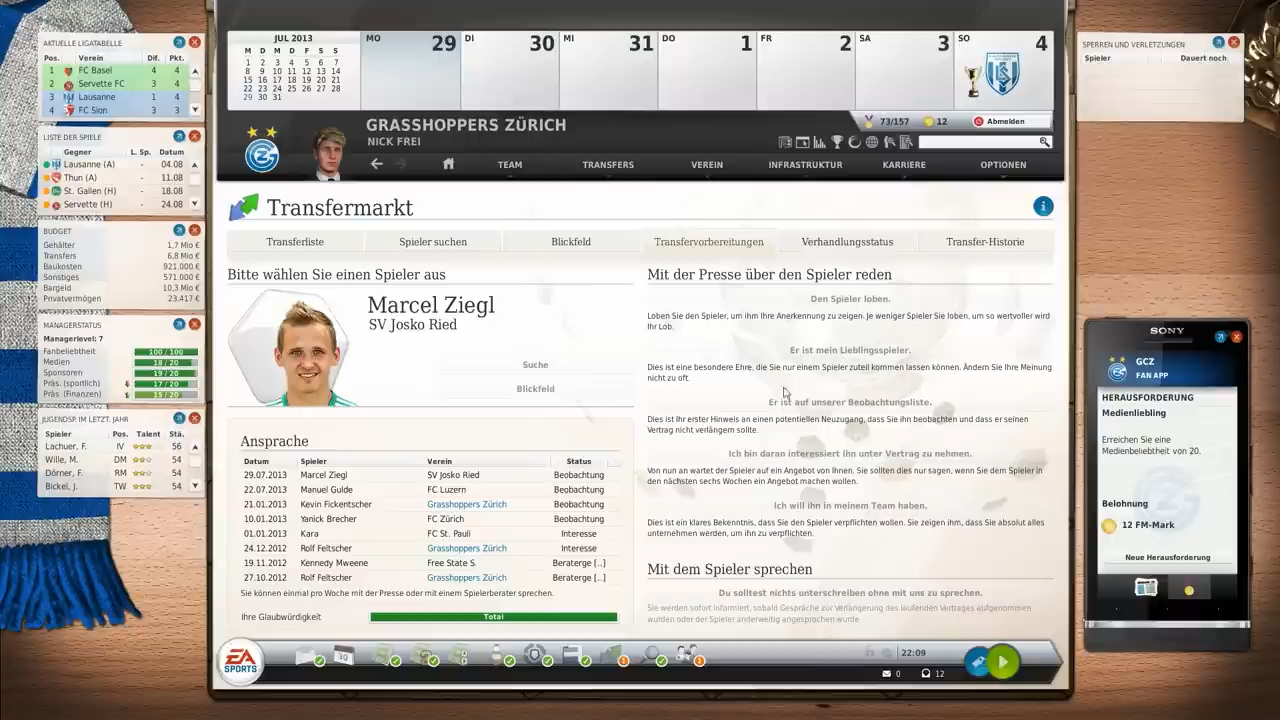 AKTUELLE LIGATABELLE
Pos. Verein Dif. Pkt.
1 FC Basel 4 4
2 Servette FC 3 4
3 Lausanne 1 4
4 FC Sion 3 3
LISTE DER SPIELE
Gegner L. Sp. Datum
Lausanne (A) - 04.08
Thun (A) - 11.08
St. Gallen (H) - 18.08
Servette (H) - 24.08
BUDGET
Gehälter 1,7 Mio €
Transfers 6,8 Mio €
Baukosten 921.000 €
Sonstiges 571.000 €
Bargeld 10,3 Mio €
Privatvermögen 23.417 €
MANAGERSTATUS
Managerlevel: 7
Fanbeliebtheit 100 / 100
Medien 18 / 20
Sponsoren 19 / 20
Präs. (sportlich) 17 / 20
Präs (Finanzen) 15 / 20
JUGENDSP. IM LETZT. JAHR
Spieler Pos. Talent Stä.
Lachuer, F. IV 56
Wille, M. DM 54
Dörner, F. RM 54
Bickel, J. TW 54
JUL 2013
M D M D F S S
1 2 3 4 5 6 7
8 9 10 11 12 13 14
15 16 17 18 19 20 21
22 23 24 25 26 27 28
29 30 31
MO 29
DI 30
MI 31
DO 1
FR 2
SA 3
SO 4
GRASSHOPPERS ZÜRICH
NICK FREI
73/157 12 Abmelden
TEAM TRANSFERS VEREIN INFRASTRUKTUR KARRIERE OPTIONEN
Transfermarkt
Transferliste Spieler suchen Blickfeld Transfervorbereitungen Verhandlungsstatus Transfer-Historie
Bitte wählen Sie einen Spieler aus
Marcel Ziegl
SV Josko Ried
Suche
Blickfeld
Ansprache
Datum Spieler Verein Status
29.07.2013 Marcel Ziegl SV Josko Ried Beobachtung
22.07.2013 Manuel Gulde FC Luzern Beobachtung
21.01.2013 Kevin Fickentscher Grasshoppers Zürich Beobachtung
10.01.2013 Yanick Brecher FC Zürich Beobachtung
01.01.2013 Kara FC St. Pauli Interesse
24.12.2012 Rolf Feltscher Grasshoppers Zürich Interesse
19.11.2012 Kennedy Mweene Free State S. Beraterge [..]
27.10.2012 Rolf Feltscher Grasshoppers Zürich Beraterge [..]
Sie können einmal pro Woche mit der Presse oder mit einem Spielerberater sprechen.
Ihre Glaubwürdigkeit Total
Mit der Presse über den Spieler reden
Den Spieler loben.
Loben Sie den Spieler, um ihm Ihre Anerkennung zu zeigen. Je weniger Spieler Sie loben, um so wertvoller wird
Ihr Lob.
Er ist mein Lieblingsspieler.
Dies ist eine besondere Ehre, die Sie nur einem Spieler zuteil kommen lassen können. Ändern Sie Ihre Meinung
nicht zu oft.
Er ist auf unserer Beobachtungsliste.
Dies ist Ihr erster Hinweis an einen potentiellen Neuzugang, dass Sie ihn beobachten und dass er seinen
Vertrag nicht verlängern sollte.
Ich bin daran interessiert ihn unter Vertrag zu nehmen.
Von nun an wartet der Spieler auf ein Angebot von Ihnen. Sie sollten dies nur sagen, wenn Sie dem Spieler in
den nächsten sechs Wochen ein Angebot machen wollen.
Ich will ihn in meinem Team haben.
Dies ist ein klares Bekenntnis, dass Sie den Spieler verpflichten wollen. Sie zeigen ihm, dass Sie absolut alles
unternehmen werden, um ihn zu verpflichten.
Mit dem Spieler sprechen
Du solltest nichts unterschreiben ohne mit uns zu sprechen.
Sie werden sofort informiert, sobald Gespräche zur Verlängerung des laufenden Vertrages aufgenommen
wurden oder der Spieler anderweitig angesprochen wurde
EA SPORTS
30
22:09
0 12
SPERREN UND VERLETZUNGEN
Spieler Dauert noch
SONY
GCZ
FAN APP
HERAUSFORDERUNG
Medienliebling
Erreichen Sie eine
Medienbeliebtheit von 20.
Belohnung
12 FM-Mark
Neue Herausforderung